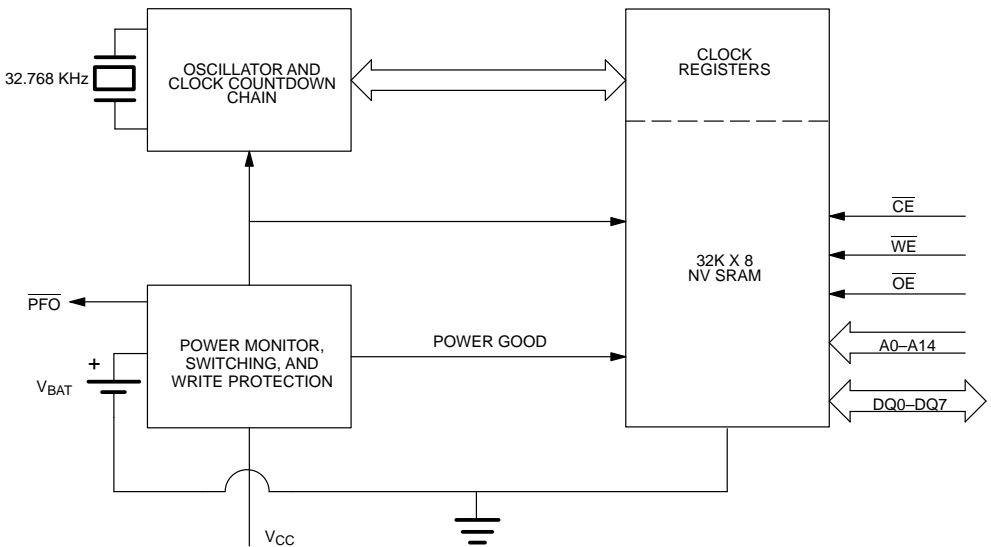 32.768 KHz
OSCILLATOR AND
CLOCK COUNTDOWN
CHAIN
CLOCK
REGISTERS
32K X 8
NV SRAM
CE
WE
OE
A0–A14
DQ0–DQ7
PFO
POWER MONITOR,
SWITCHING, AND
WRITE PROTECTION
POWER GOOD
+
VBAT
VCC